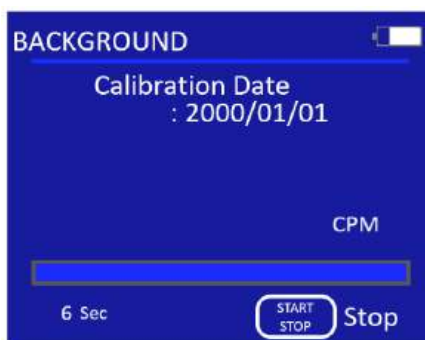 BACKGROUND
Calibration Date
: 2000/01/01
CPM
6 Sec
START
STOP
Stop